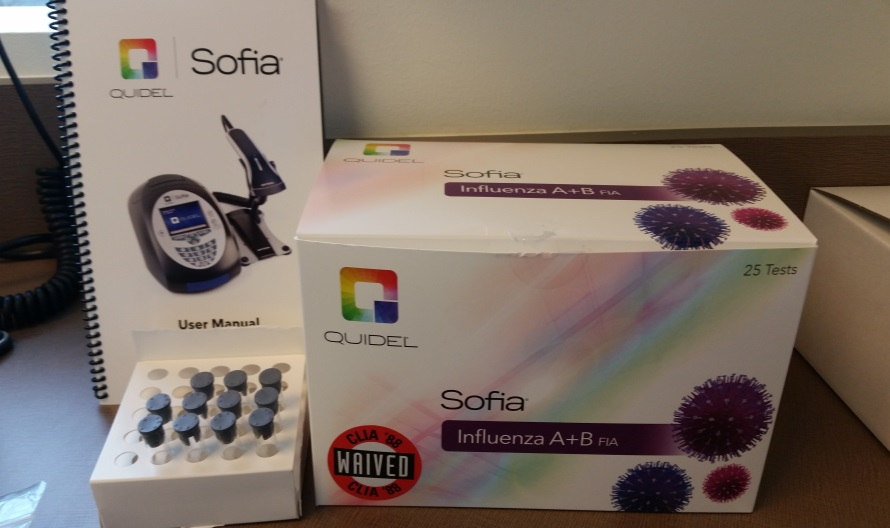 QUIDEL
Sofia
User Manual
QUIDEL
Sofia
Influenza A+B FIA
25 Tests
QUIDEL
Sofia
Influenza A+B FIA
CLIA '88
WAIVED
CLIA '88